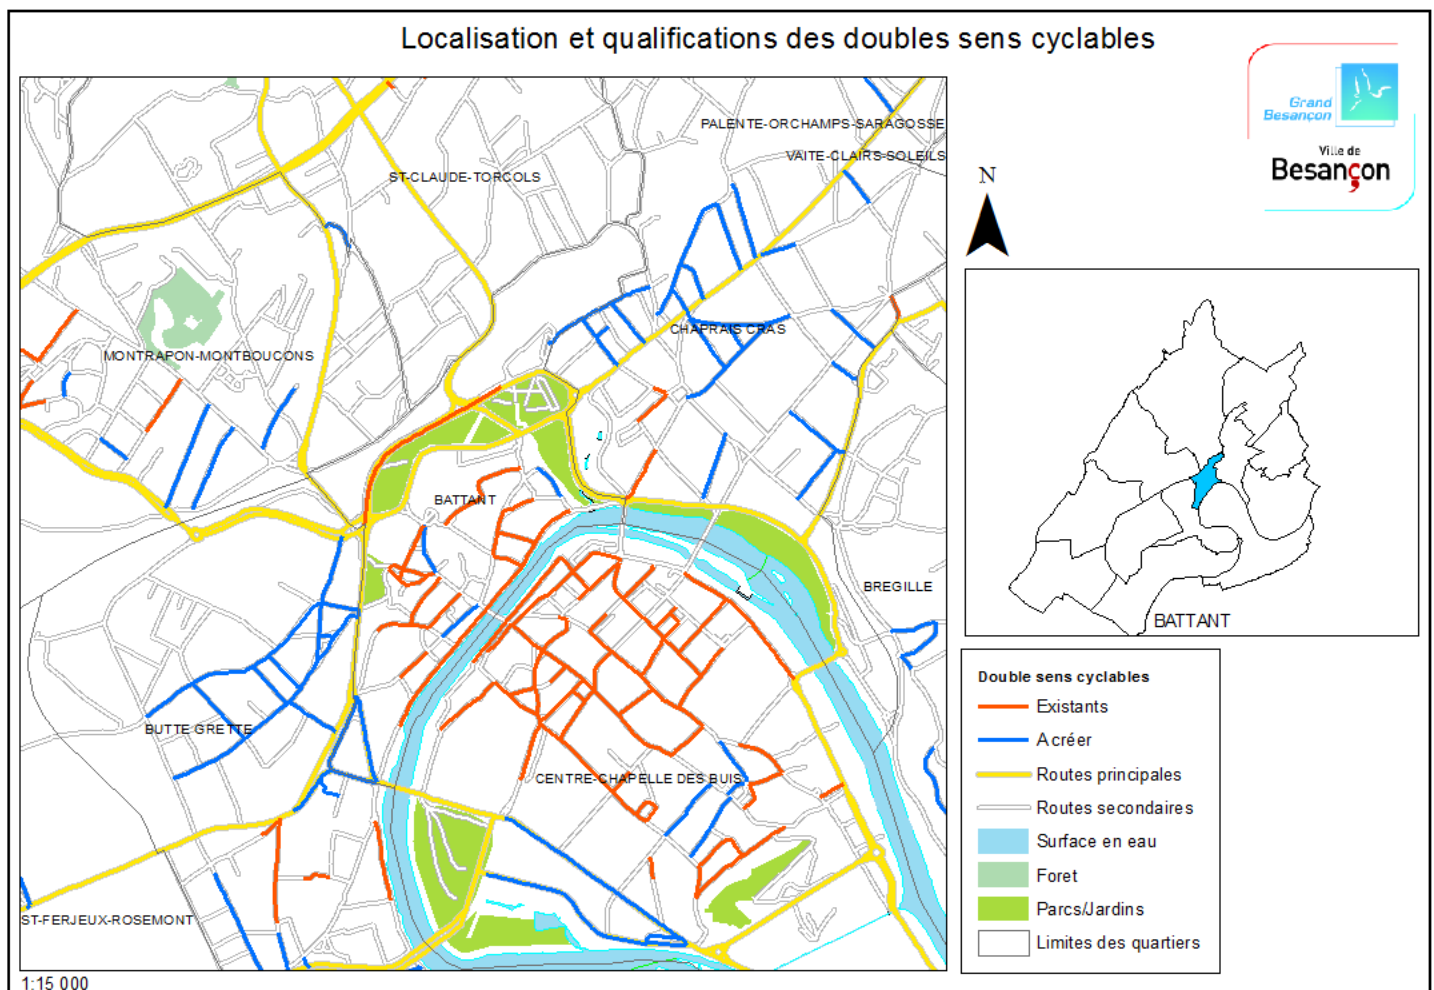 Localisation et qualifications des doubles sens cyclables
Grand
Besançon
Ville de
Besançon
N
PALENTE-ORCHAMPS-SARAGOSSE
VAITE-CLAIRS-SOLEILS
ST-CLAUDE-TORCOLS
CHAPRAIS CRAS
MONTRAPON-MONTBOUCONS
BATTANT
BREGILLE
BUTTE GRETTE
CENTRE-CHAPELLE DES BUIS
ST-FERJEUX-ROSEMONT
1:15 000
BATTANT
Double sens cyclables
Existants
A créer
Routes principales
Routes secondaires
Surface en eau
Foret
Parcs/Jardins
Limites des quartiers